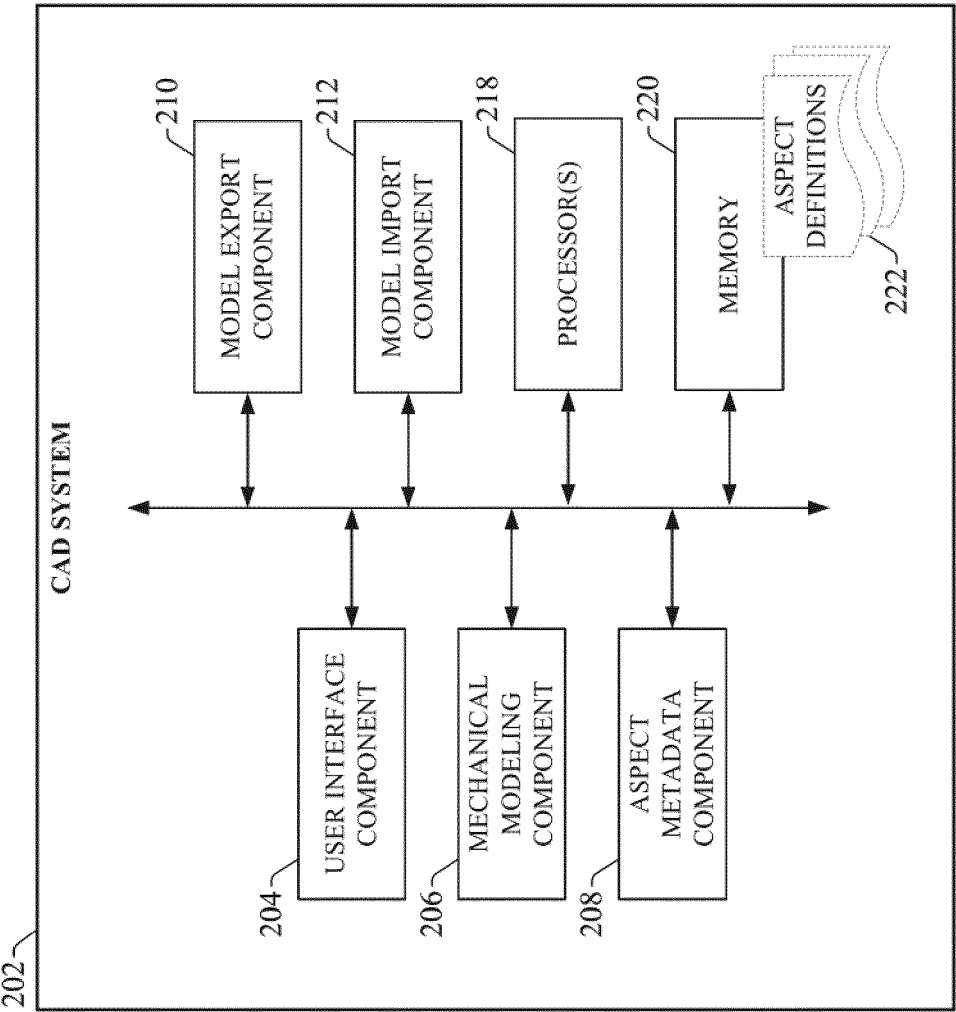 202
CAD SYSTEM
204
USER INTERFACE
COMPONENT
206
MECHANICAL
MODELING
COMPONENT
208
ASPECT
METADATA
COMPONENT
210
MODEL EXPORT
COMPONENT
212
MODEL IMPORT
COMPONENT
218
PROCESSOR(S)
220
MEMORY
ASPECT
DEFINITIONS
222